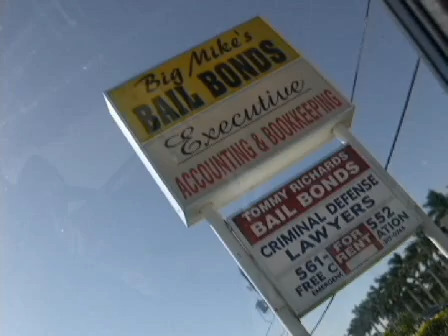 Big Mike's
BAIL BONDS
Executive
ACCOUNTING & BOOKKEEPING
TOMMY RICHARDS
BAIL BONDS
CRIMINAL DEFENSE
LAWYERS
561- 552
FREE C ATION
FOR
RENT